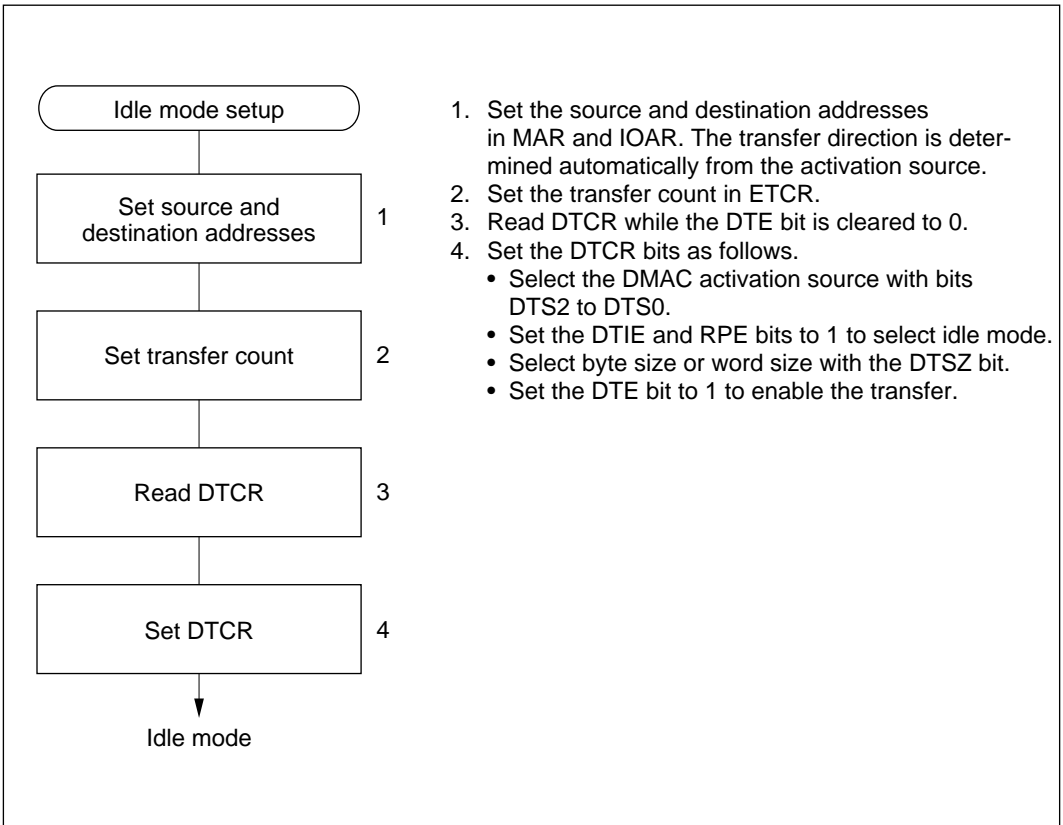 Idle mode setup
Set source and
destination addresses
1
Set transfer count
2
Read DTCR
3
Set DTCR
4
Idle mode
1. Set the source and destination addresses
in MAR and IOAR. The transfer direction is deter-
mined automatically from the activation source.
2. Set the transfer count in ETCR.
3. Read DTCR while the DTE bit is cleared to 0.
4. Set the DTCR bits as follows.
• Select the DMAC activation source with bits
DTS2 to DTS0.
• Set the DTIE and RPE bits to 1 to select idle mode.
• Select byte size or word size with the DTSZ bit.
• Set the DTE bit to 1 to enable the transfer.